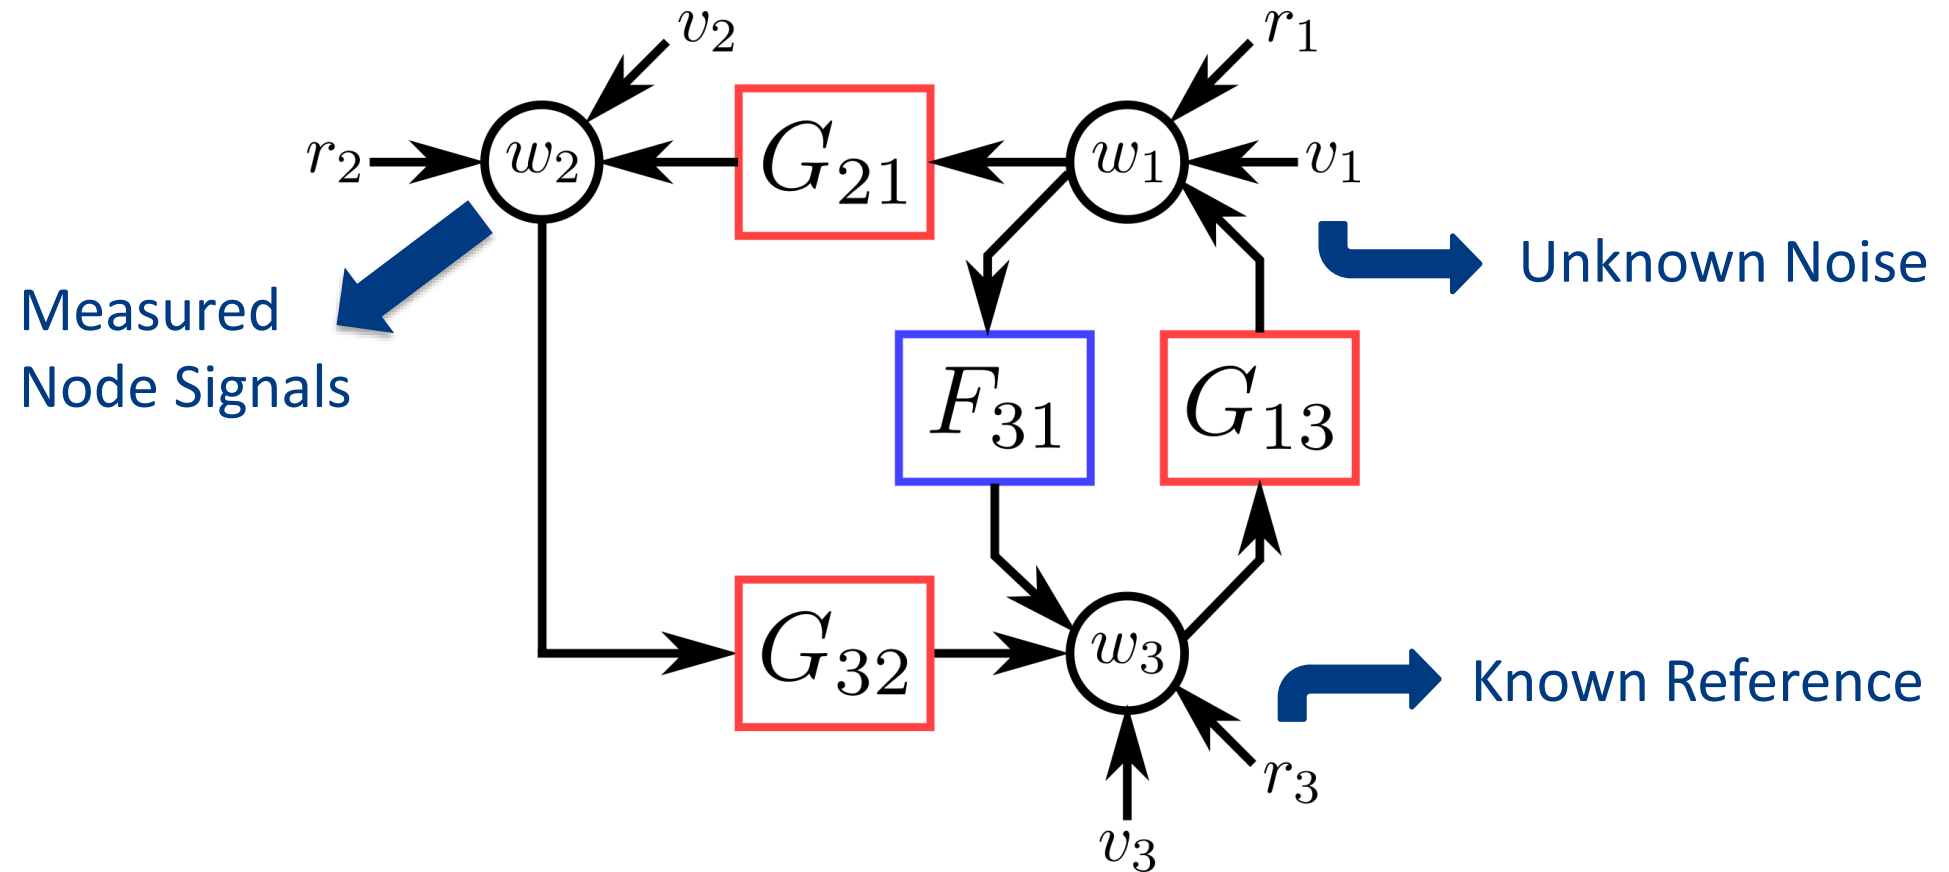 v₂
r₁
r₂
w₂
G₂₁
w₁
v₁
Unknown Noise
Measured
Node Signals
F₃₁
G₁₃
G₃₂
w₃
Known Reference
r₃
v₃